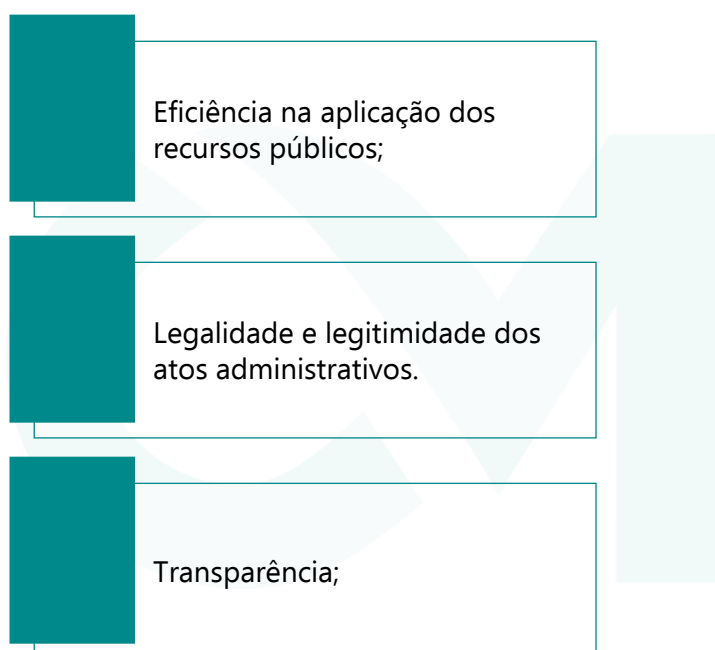 Eficiência na aplicação dos
recursos públicos;
Legalidade e legitimidade dos
atos administrativos.
Transparência;